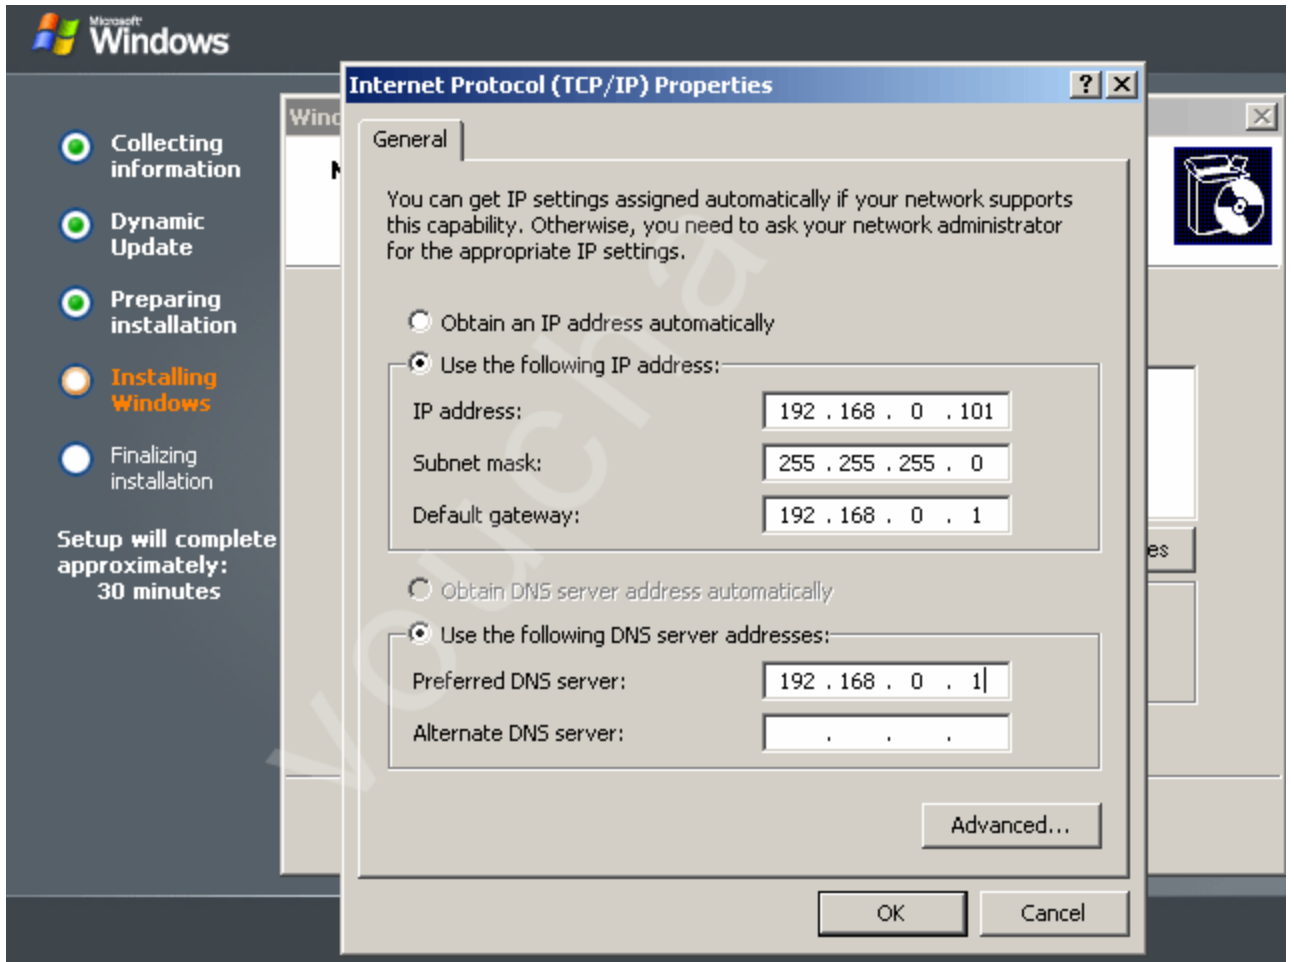 Microsoft
Windows
Collecting
information
Dynamic
Update
Preparing
installation
Installing
Windows
Finalizing
installation
Setup will complete
approximately:
30 minutes
Internet Protocol (TCP/IP) Properties
General
You can get IP settings assigned automatically if your network supports
this capability. Otherwise, you need to ask your network administrator
for the appropriate IP settings.
Obtain an IP address automatically
Use the following IP address:
IP address: 192 . 168 . 0 . 101
Subnet mask: 255 . 255 . 255 . 0
Default gateway: 192 . 168 . 0 . 1
Obtain DNS server address automatically
Use the following DNS server addresses:
Preferred DNS server: 192 . 168 . 0 . 1
Alternate DNS server: . . .
Advanced...
OK Cancel
voucha